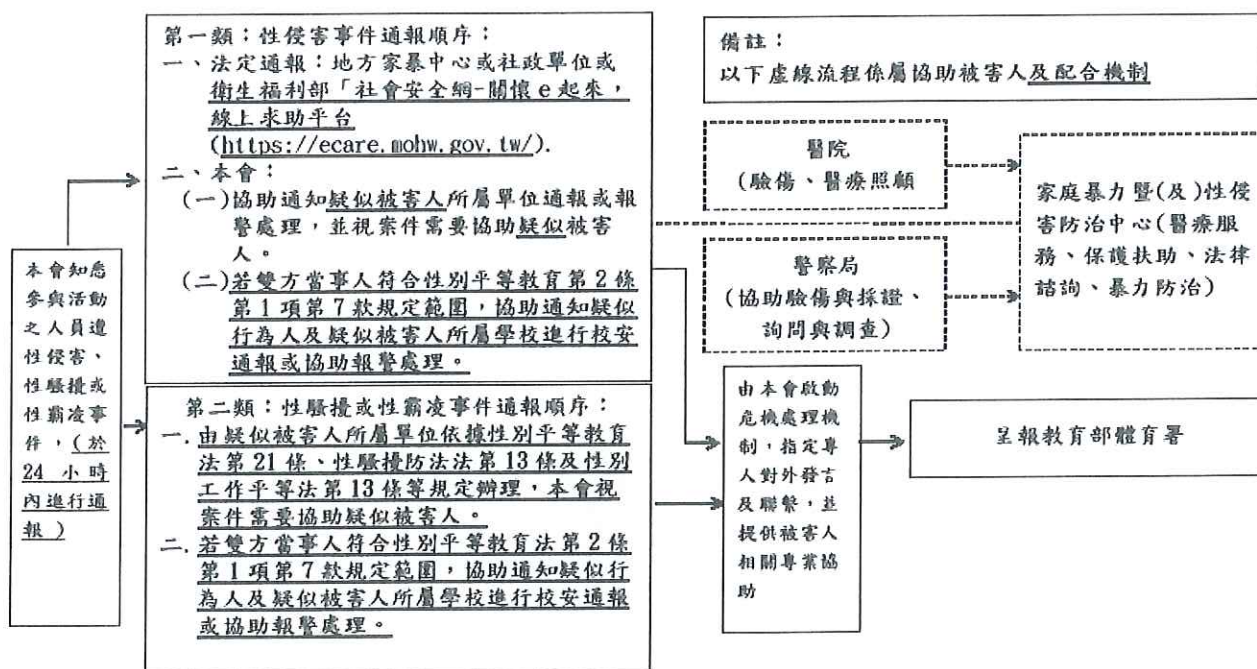 本會知悉
參與活動
之人員遭
性侵害、
性騷擾或
性霸凌事
件，(於
24 小時
內進行通
報)
第一類：性侵害事件通報順序：
一、法定通報：地方家暴中心或社政單位或
衛生福利部「社會安全網-關懷 e 起來，
線上求助平台
(https://ecare.mohw.gov.tw/).
二、本會：
(一)協助通知疑似被害人所屬單位通報或報
警處理，並視案件需要協助疑似被害
人。
(二)若雙方當事人符合性別平等教育第 2 條
第 1 項第 7 款規定範圍，協助通知疑似
行為人及疑似被害人所屬學校進行校安
通報或協助報警處理。
第二類：性騷擾或性霸凌事件通報順序：
一.由疑似被害人所屬單位依據性別平等教育
法第 21 條、性騷擾防法法第 13 條及性別
工作平等法第 13 條等規定辦理，本會視
案件需要協助疑似被害人。
二.若雙方當事人符合性別平等教育法第 2 條
第 1 項第 7 款規定範圍，協助通知疑似行
為人及疑似被害人所屬學校進行校安通報
或協助報警處理。
備註：
以下虛線流程係屬協助被害人及配合機制
醫院
(驗傷、醫療照顧
警察局
(協助驗傷與採證、
詢問與調查)
家庭暴力暨(及)性侵
害防治中心(醫療服
務、保護扶助、法律
諮詢、暴力防治)
由本會啟動
危機處理機
制，指定專
人對外發言
及聯繫，並
提供被害人
相關專業協
助
呈報教育部體育署